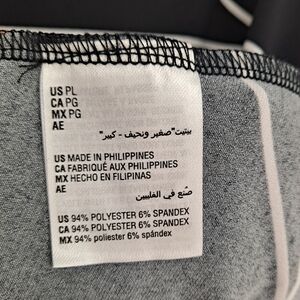 US PL
CA PG
MX PG
AE
بيتيت"صغير ونحيف - كبير"
US MADE IN PHILIPPINES
CA FABRIQUÉ AUX PHILIPPINES
MX HECHO EN FILIPINAS
AE
صُنع في الفلبين
US 94% POLYESTER 6% SPANDEX
CA 94% POLYESTER 6% SPANDEX
MX 94% poliester 6% spándex